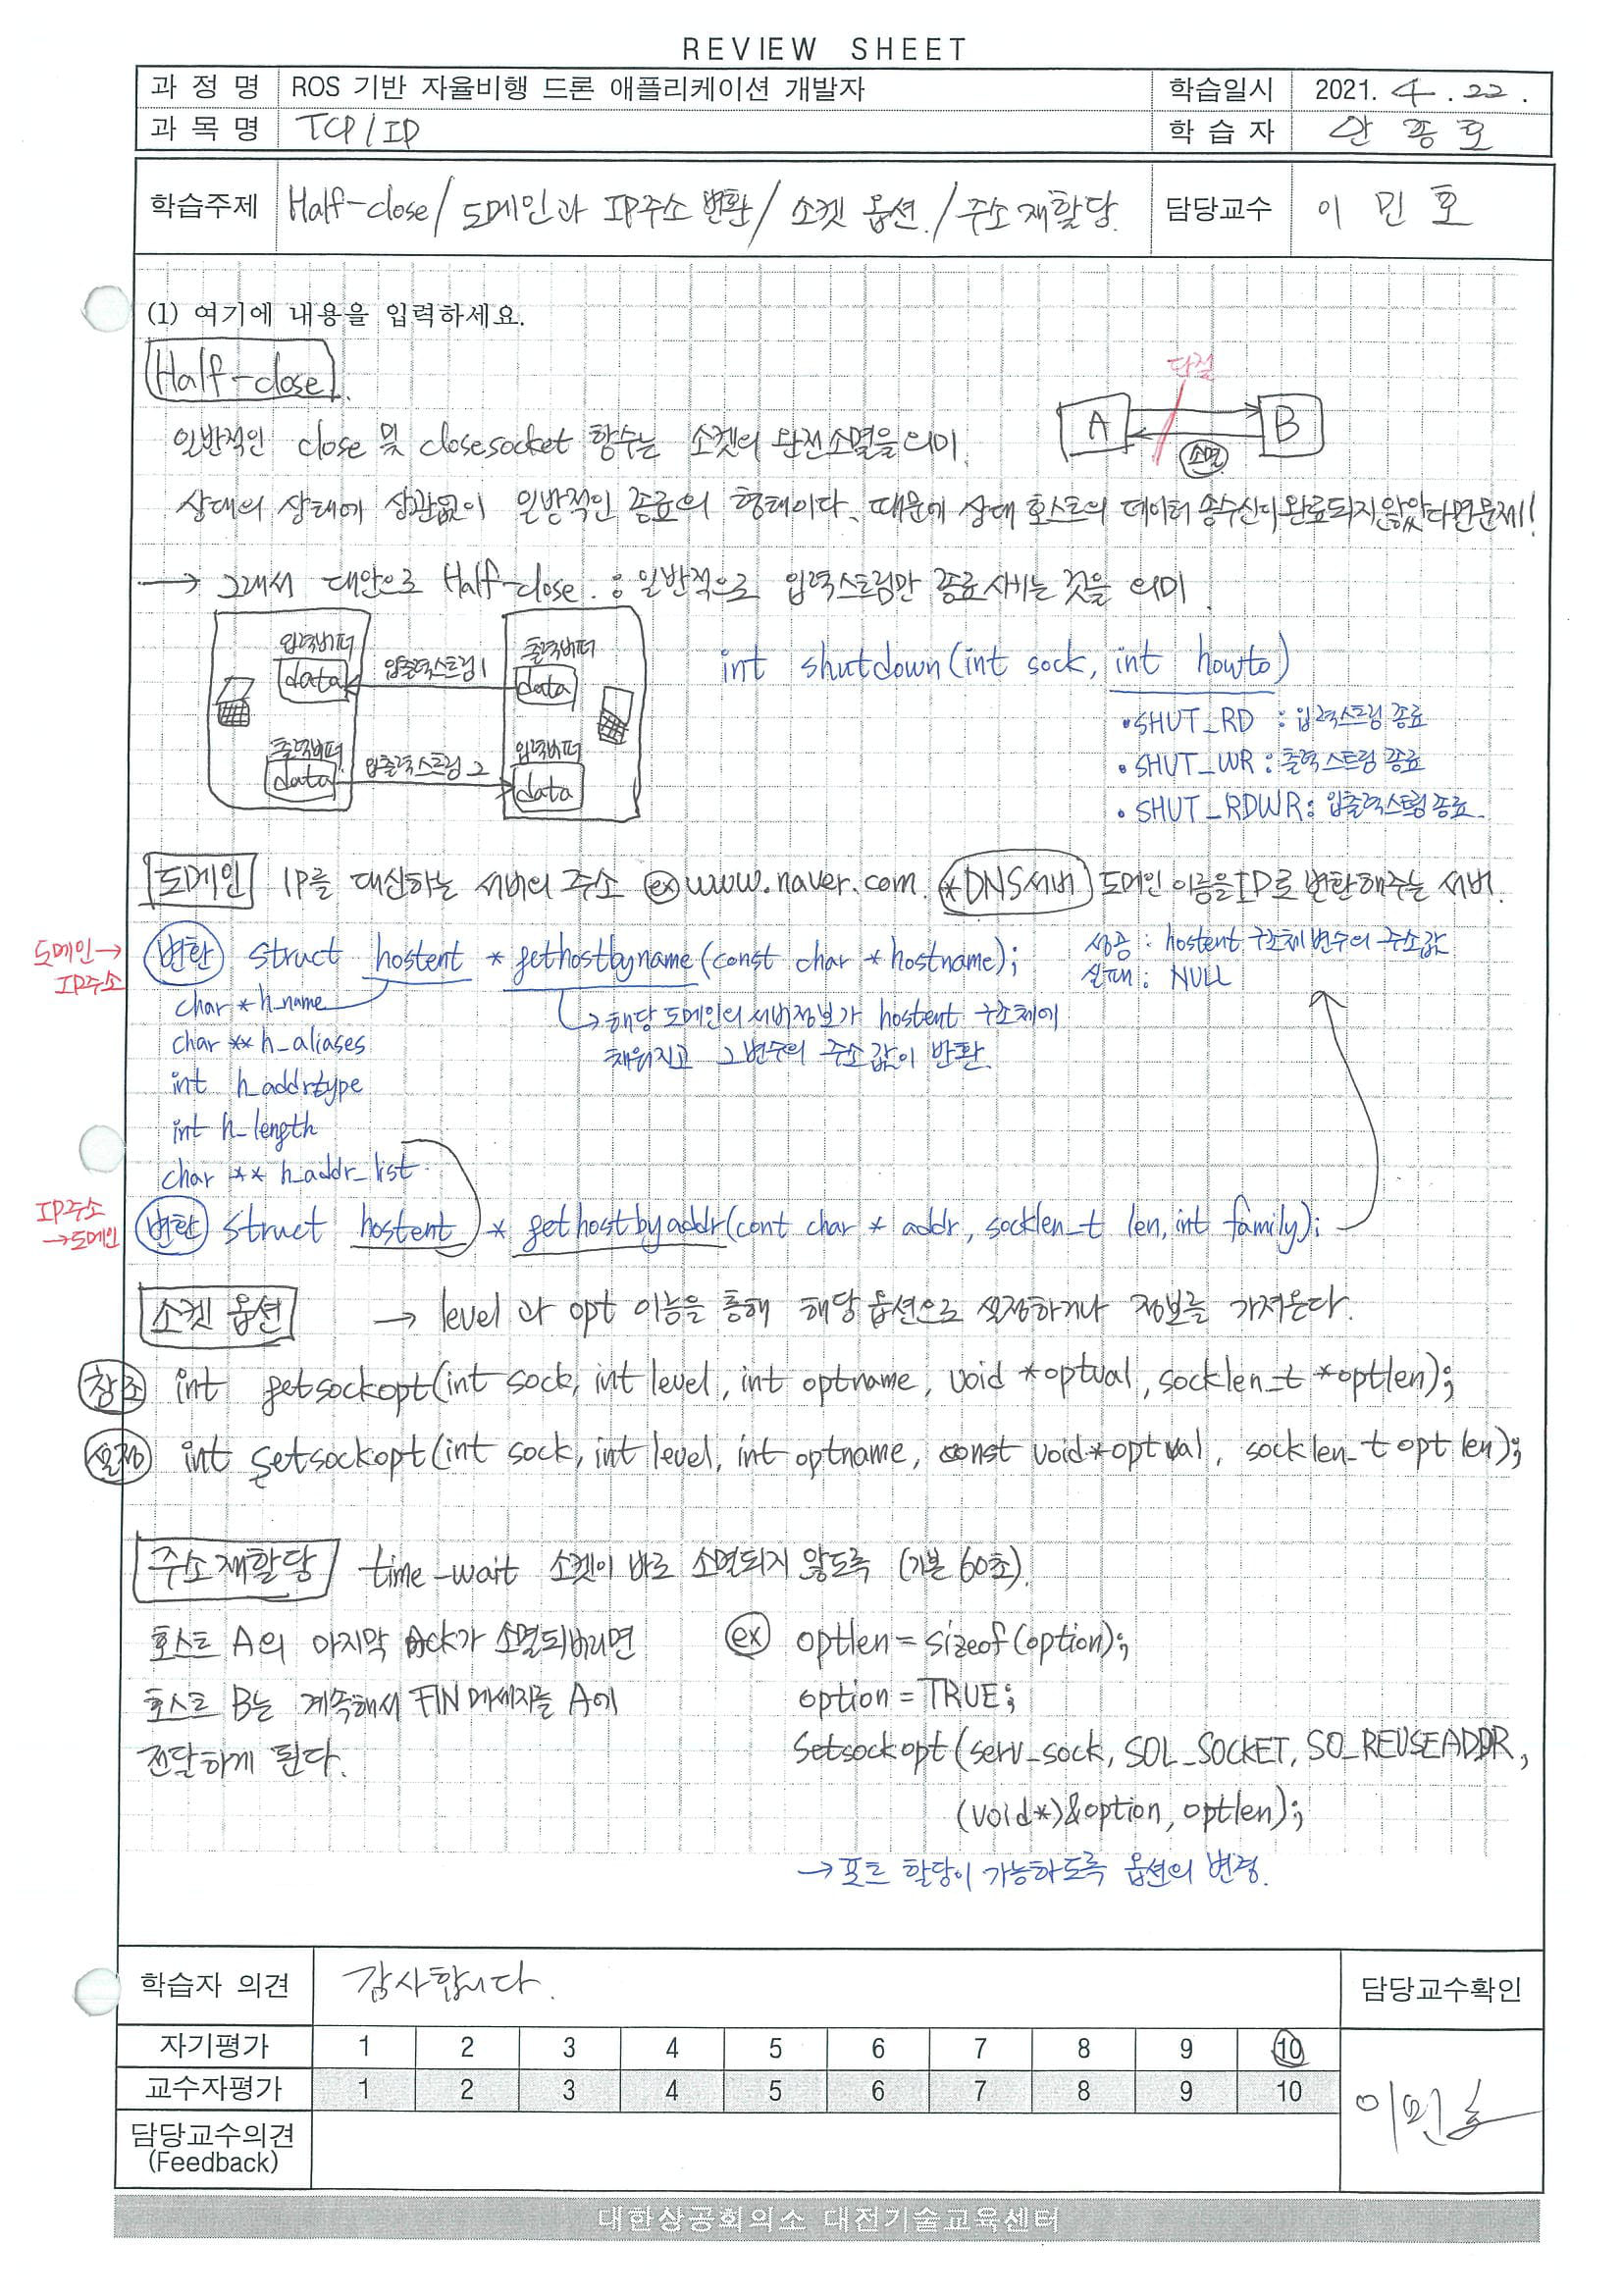 REVIEW SHEET
과 정 명 ROS 기반 자율비행 드론 애플리케이션 개발자 학습일시 2021. 4 . 22 .
과 목 명 TCP/IP 학 습 자 안 종 호
학습주제 Half-close/ 도메인과 IP주소 변환/ 소켓 옵션 / 주소 재할당 담당교수 이 민 호
(1) 여기에 내용을 입력하세요.
Half-close
단절
A B
소멸
일반적인 close 및 closesocket 함수는 소켓의 완전소멸을 의미.
상대의 상태에 상관없이 일방적인 종료의 형태이다. 때문에 상대 호스트의 데이터 송수신이 완료되지 않았다면 문제!!
→ 그래서 대안으로 Half-close. : 일반적으로 입력스트림만 종료시키는 것을 의미.
입력버퍼 data 입출력스트림1 출력버퍼 data
출력버퍼 data 입출력스트림 2 입력버퍼 data
int shutdown(int sock, int howto)
• SHUT_RD : 입력스트림 종료
• SHUT_WR : 출력스트림 종료
• SHUT_RDWR : 입출력스트림 종료.
도메인 IP를 대신하는 서버의 주소 ex www.naver.com. *DNS서버 도메인 이름을 IP로 변환해주는 서버.
도메인→
IP주소
변환 struct hostent * gethostbyname(const char * hostname);
성공 : hostent 구조체 변수의 주소값
실패 : NULL
char * h_name
char ** h_aliases
int h_addrtype
int h_length
char ** h_addr_list
→ 해당 도메인의 서버정보가 hostent 구조체에
채워지고 그 변수의 주소값이 반환.
IP주소
→도메인
변환 struct hostent * gethostbyaddr(cont char * addr, socklen_t len, int family);
소켓 옵션 → level과 opt 이름을 통해 해당 옵션으로 설정하거나 정보를 가져온다.
참조 int getsockopt(int sock, int level, int optname, void *optval, socklen_t *optlen);
설정 int setsockopt(int sock, int level, int optname, const void*optval, socklen_t optlen);
주소재할당 time-wait 소켓이 바로 소멸되지 않도록 (기본 60초).
호스트 A의 마지막 Ack가 소멸되버리면
호스트 B는 계속해서 FIN메세지를 A에
전달하게 된다.
ex optlen = sizeof(option);
option = TRUE;
Setsockopt(serv_sock, SOL_SOCKET, SO_REUSEADDR,
(void*)&option, optlen);
→ 포트 할당이 가능하도록 옵션의 변경.
학습자 의견 감사합니다. 담당교수확인
자기평가 1 2 3 4 5 6 7 8 9 10
교수자평가 1 2 3 4 5 6 7 8 9 10
이민호
담당교수의견
(Feedback)
대한상공회의소 대전기술교육센터